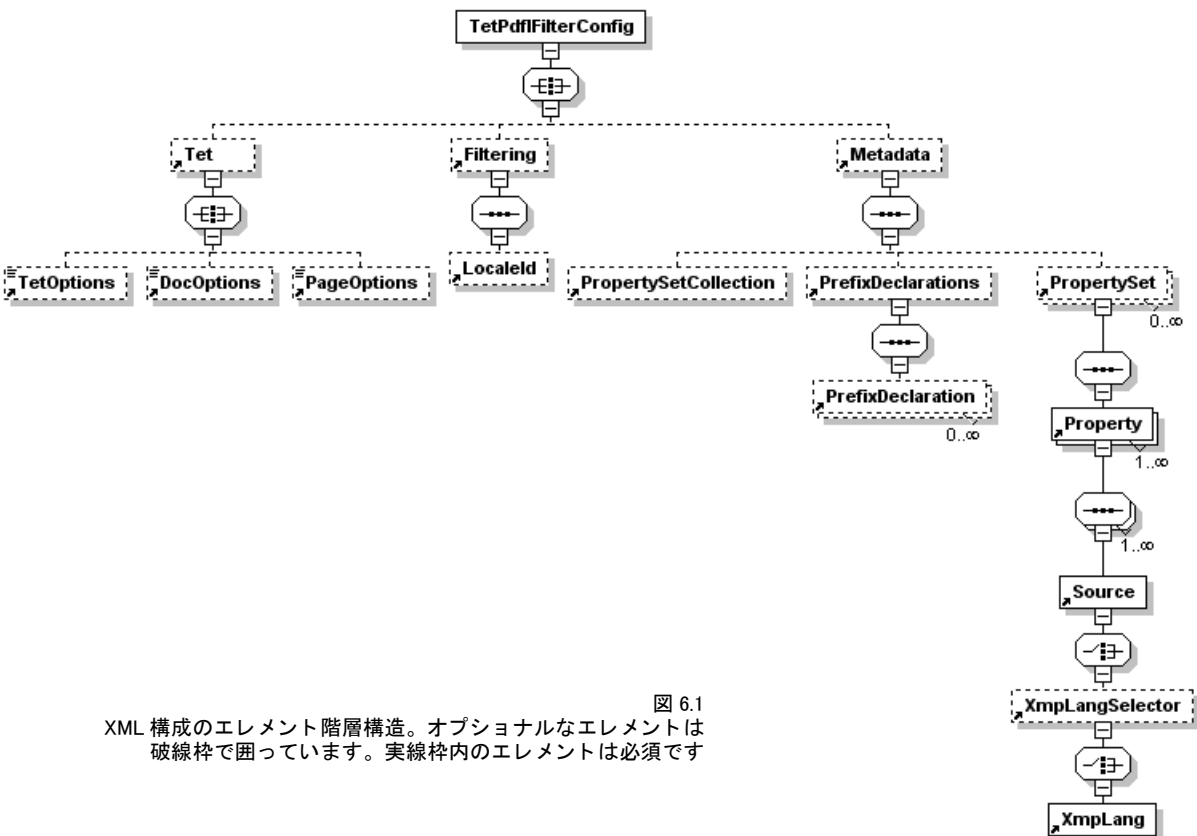 TetPdflFilterConfig
Tet
Filtering
Metadata
TetOptions
DocOptions
PageOptions
LocaleId
PropertySetCollection
PrefixDeclarations
PropertySet
0..∞
PrefixDeclaration
0..∞
Property
1..∞
1..∞
Source
XmpLangSelector
XmpLang
図 6.1
XML 構成のエレメント階層構造。オプショナルなエレメントは
破線枠で囲っています。実線枠内のエレメントは必須です